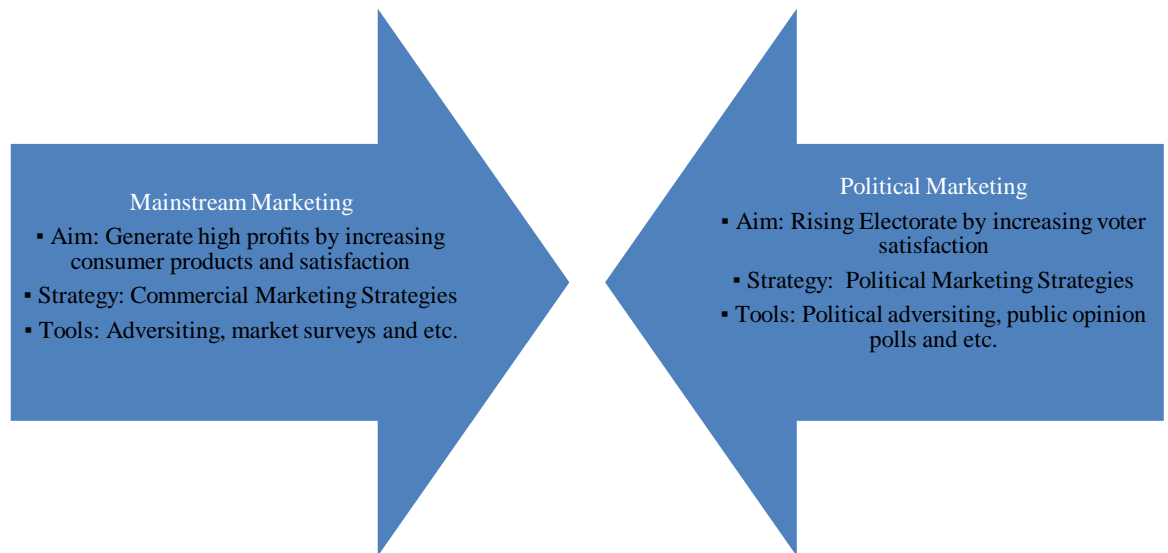 Mainstream Marketing
▪ Aim: Generate high profits by increasing
consumer products and satisfaction
▪ Strategy: Commercial Marketing Strategies
▪ Tools: Adversiting, market surveys and etc.
Political Marketing
▪ Aim: Rising Electorate by increasing voter
satisfaction
▪ Strategy: Political Marketing Strategies
▪ Tools: Political adversiting, public opinion
polls and etc.